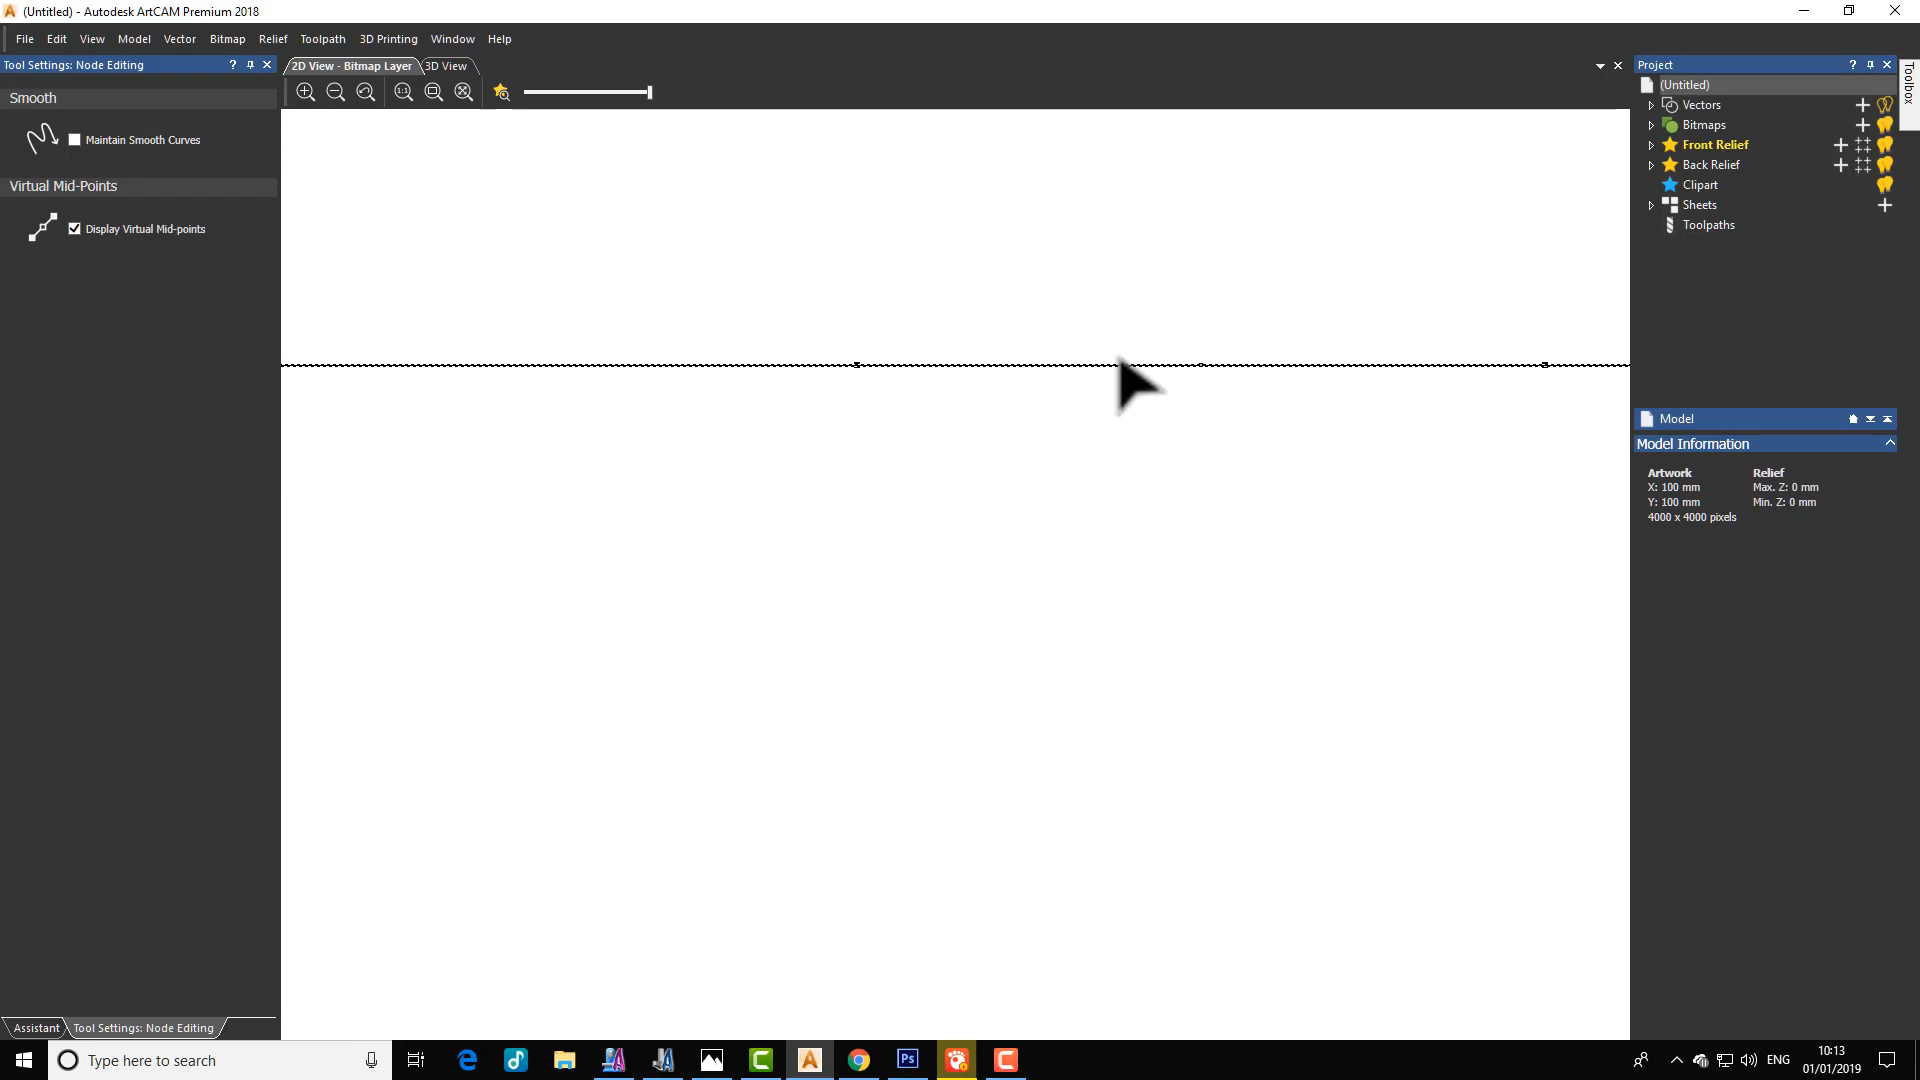 (Untitled) - Autodesk ArtCAM Premium 2018
File Edit View Model Vector Bitmap Relief Toolpath 3D Printing Window Help
Tool Settings: Node Editing ?
2D View - Bitmap Layer 3D View
1:1
Smooth
Maintain Smooth Curves
Virtual Mid-Points
Display Virtual Mid-points
Project ?
Toolbox
(Untitled)
Vectors
Bitmaps
Front Relief
Back Relief
Clipart
Sheets
Toolpaths
Model
Model Information
Artwork Relief
X: 100 mm Max. Z: 0 mm
Y: 100 mm Min. Z: 0 mm
4000 x 4000 pixels
Assistant Tool Settings: Node Editing
Type here to search
Ps
ENG
10:13
01/01/2019